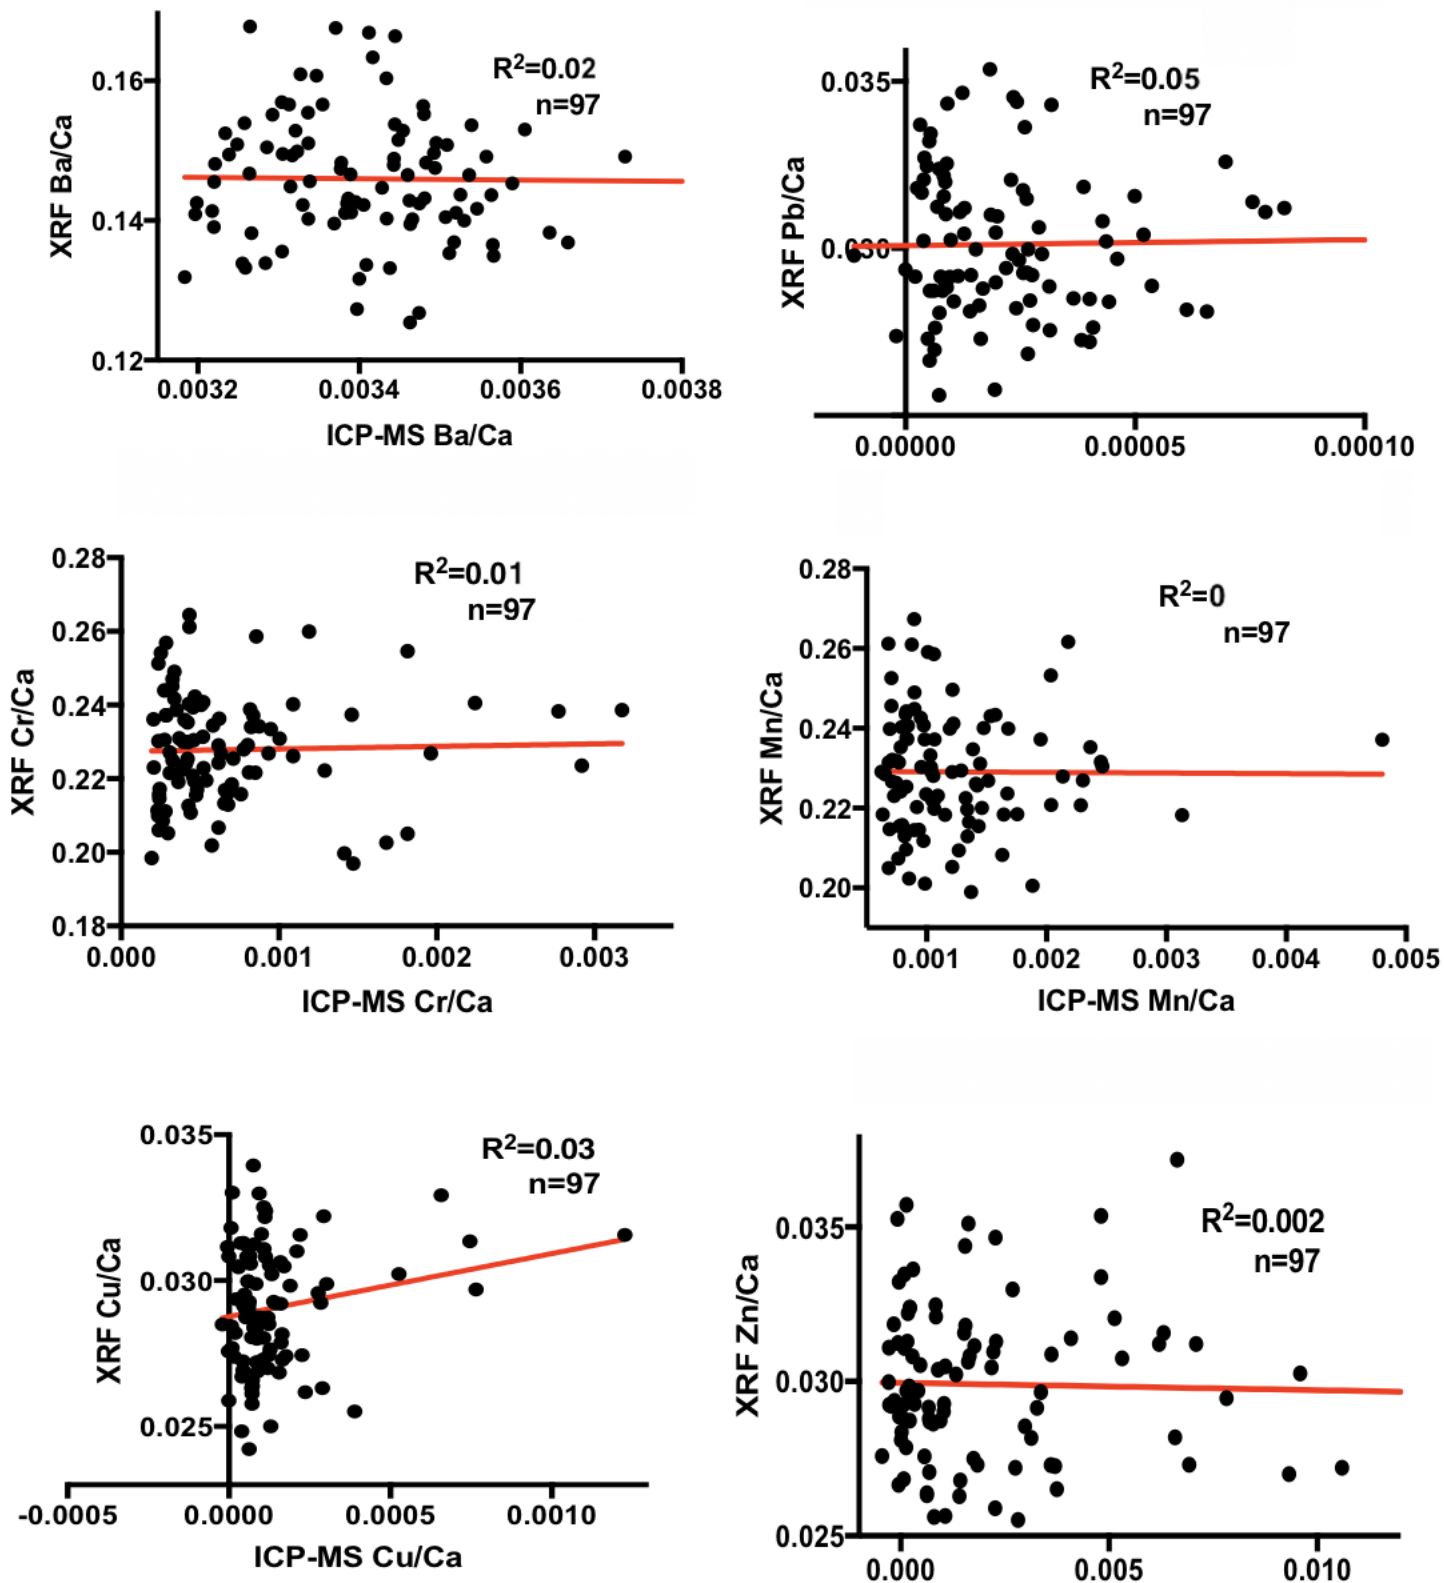 R²=0.02
n=97
0.16
0.14
0.12
XRF Ba/Ca
0.0032
0.0034
0.0036
0.0038
ICP-MS Ba/Ca
R²=0.05
n=97
0.035
0.030
XRF Pb/Ca
0.00000
0.00005
0.00010
R²=0.01
n=97
0.28
0.26
0.24
0.22
0.20
0.18
XRF Cr/Ca
0.000
0.001
0.002
0.003
ICP-MS Cr/Ca
R²=0
n=97
0.28
0.26
0.24
0.22
0.20
XRF Mn/Ca
0.001
0.002
0.003
0.004
0.005
ICP-MS Mn/Ca
R²=0.03
n=97
0.035
0.030
0.025
XRF Cu/Ca
-0.0005
0.0000
0.0005
0.0010
ICP-MS Cu/Ca
R²=0.002
n=97
0.035
0.030
0.025
XRF Zn/Ca
0.000
0.005
0.010